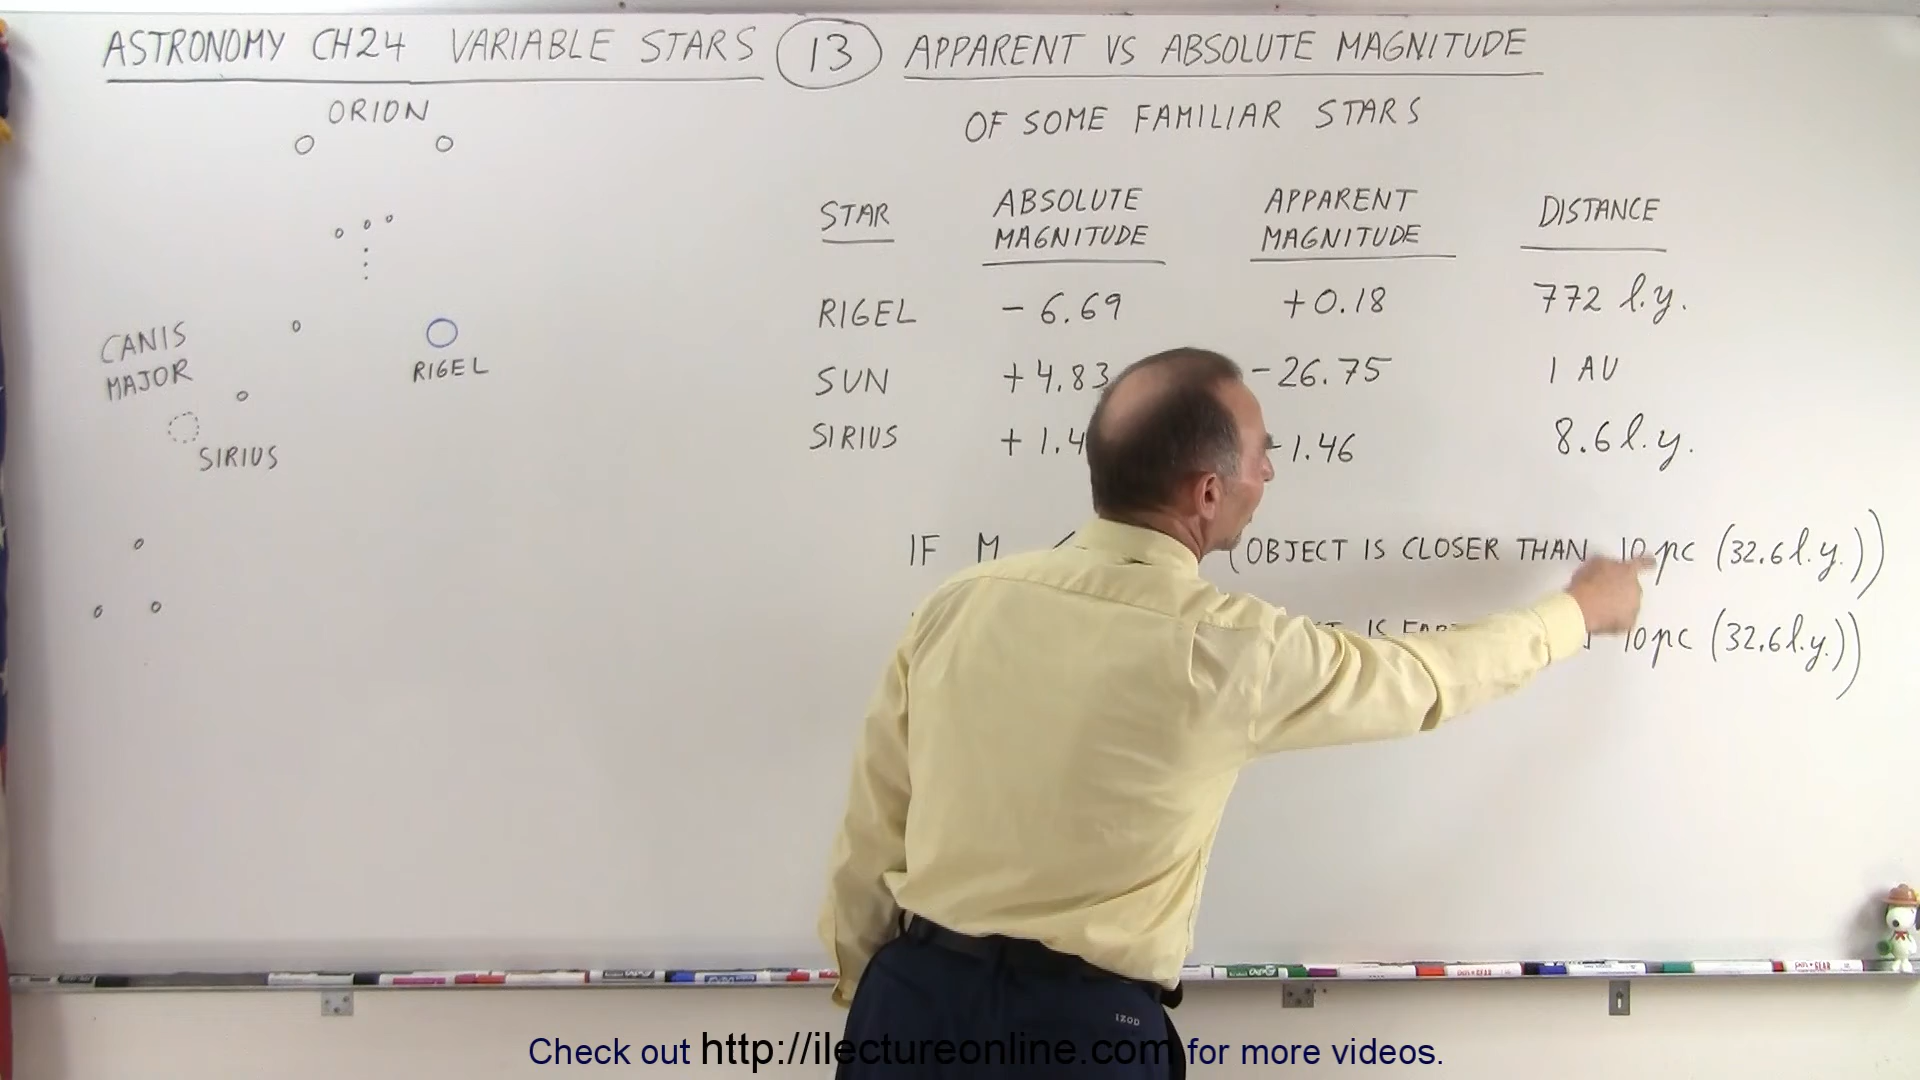 ASTRONOMY CH24 VARIABLE STARS 13 APPARENT VS ABSOLUTE MAGNITUDE
OF SOME FAMILIAR STARS
ORION
CANIS
MAJOR
RIGEL
SIRIUS
STAR ABSOLUTE MAGNITUDE APPARENT MAGNITUDE DISTANCE
RIGEL - 6.69 +0.18 772 l.y.
SUN + 4.83 -26.75 1 AU
SIRIUS + 1.4 -1.46 8.6 l.y.
IF M (OBJECT IS CLOSER THAN 10 pc (32.6 l.y.))
IS 10 pc (32.6 l.y.))
IZOD
Check out http://ilectureonline.com for more videos.